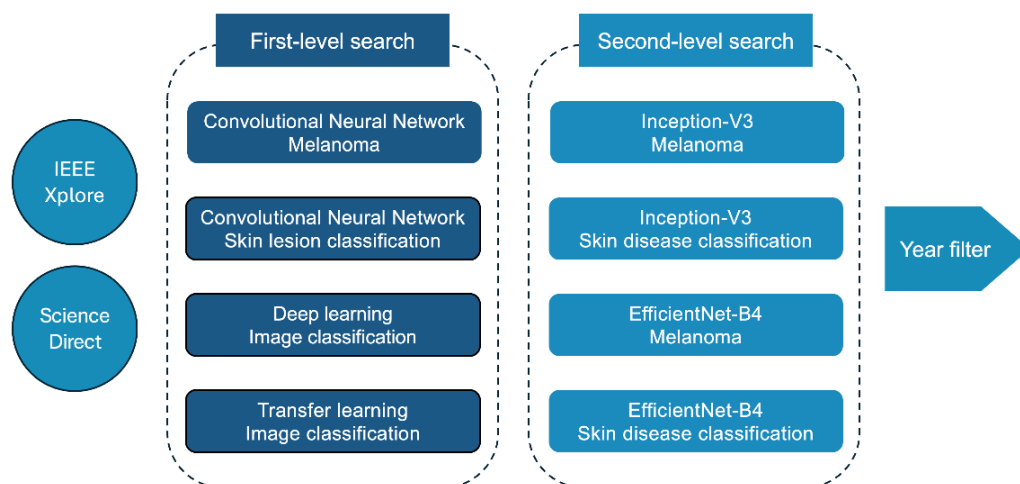 IEEE
Xplore
Science
Direct
First-level search
Convolutional Neural Network
Melanoma
Convolutional Neural Network
Skin lesion classification
Deep learning
Image classification
Transfer learning
Image classification
Second-level search
Inception-V3
Melanoma
Inception-V3
Skin disease classification
EfficientNet-B4
Melanoma
EfficientNet-B4
Skin disease classification
Year filter